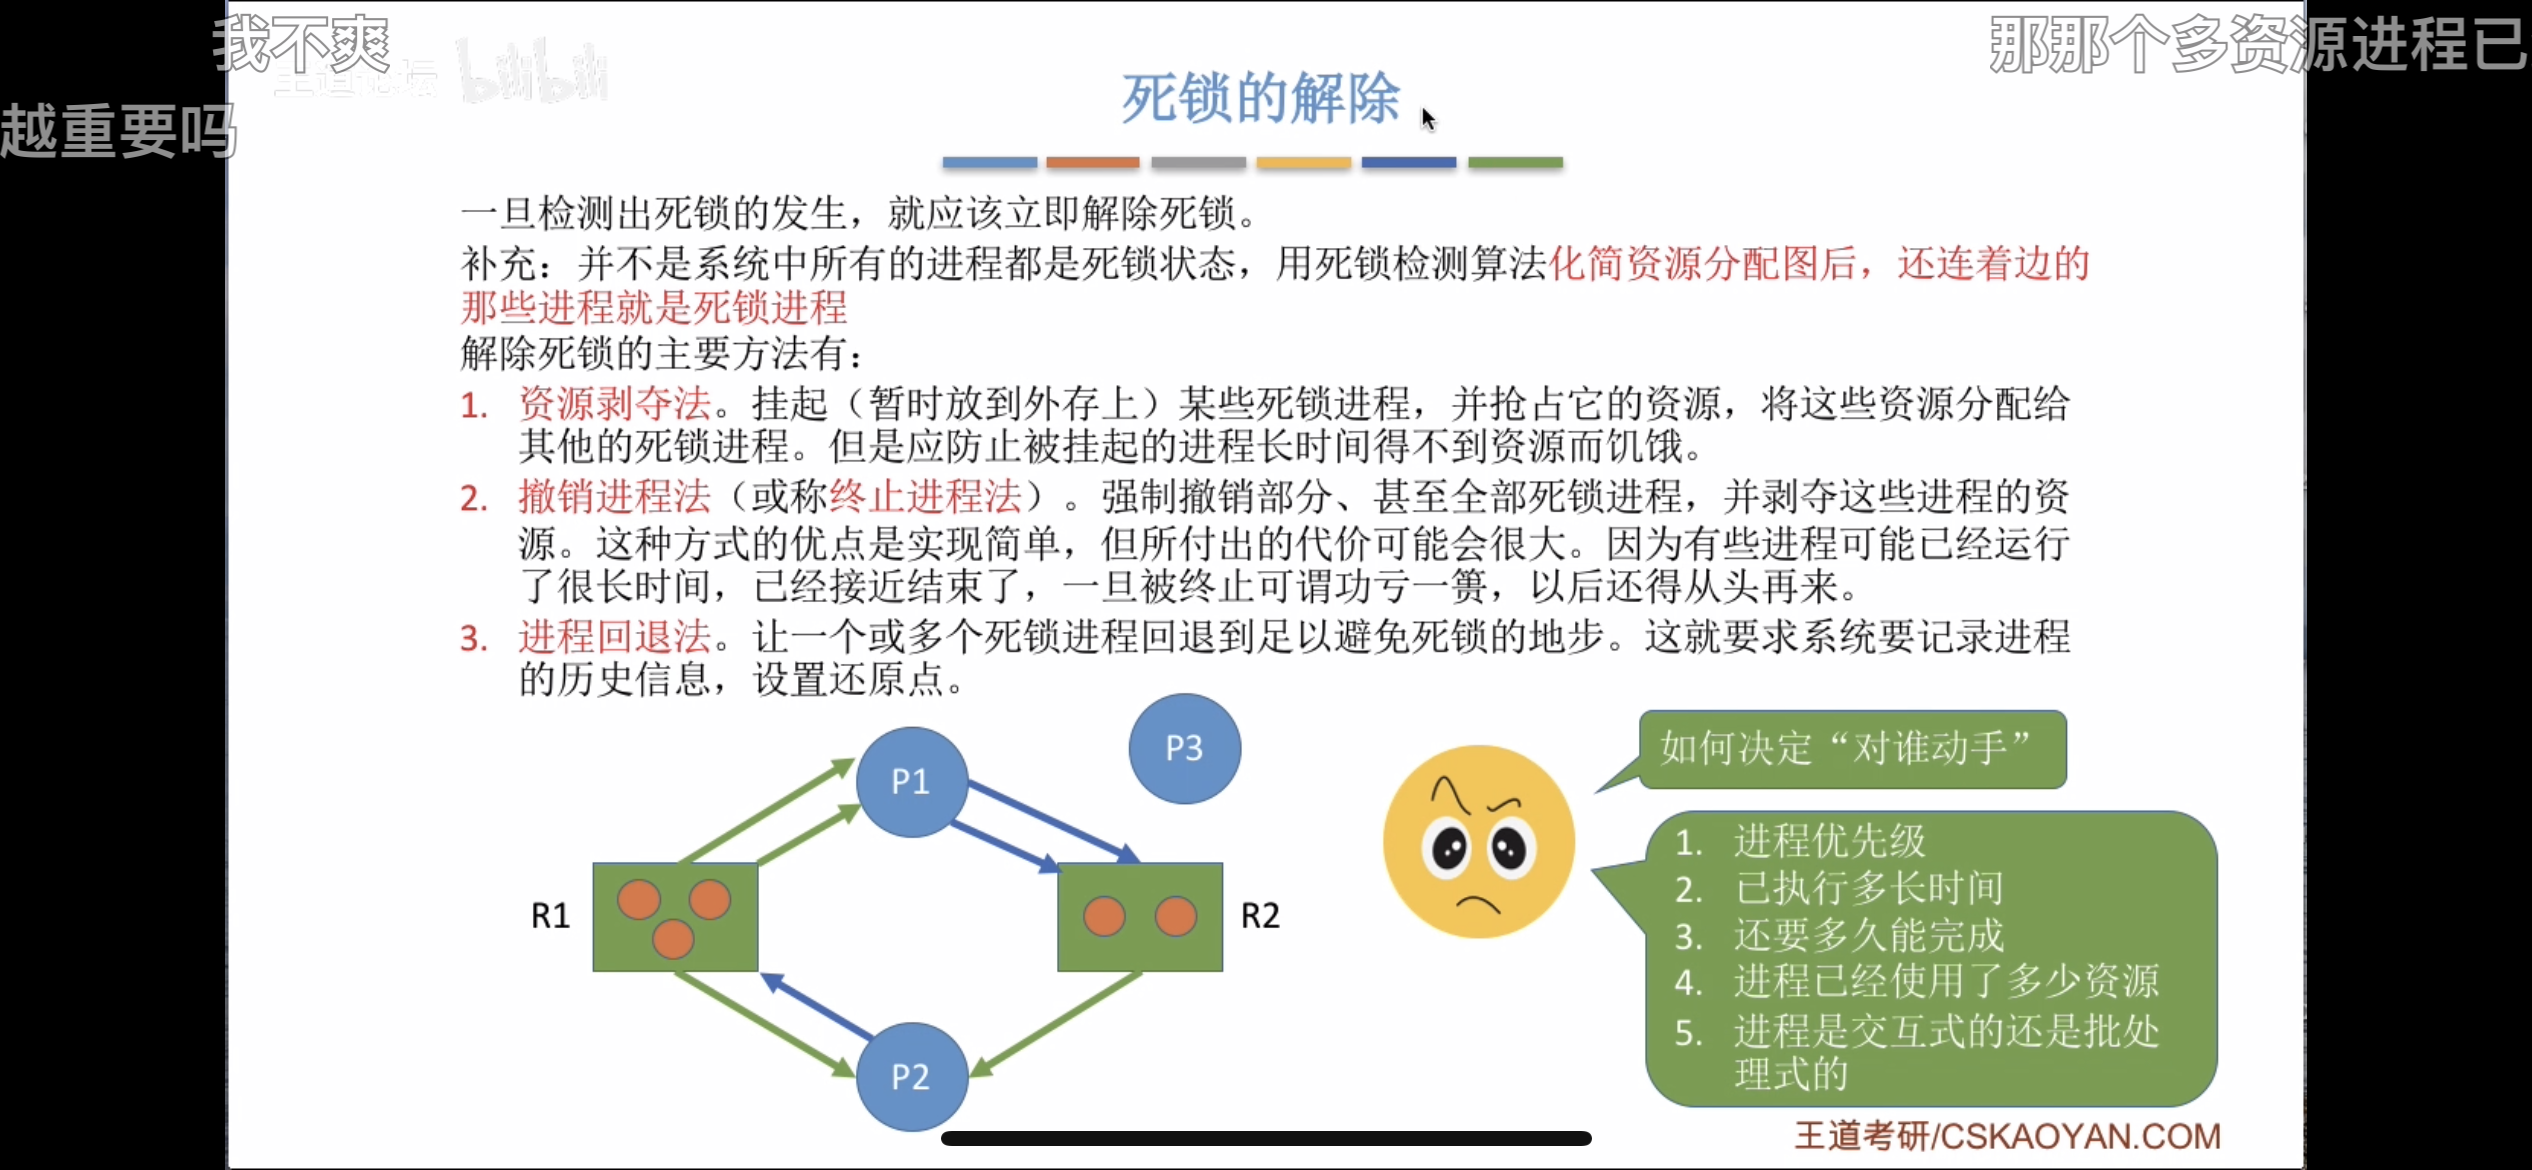 我不爽
那那个多资源进程已
王道论坛 bilibili
越重要吗
死锁的解除
一旦检测出死锁的发生，就应该立即解除死锁。
补充：并不是系统中所有的进程都是死锁状态，用死锁检测算法化简资源分配图后，还连着边的
那些进程就是死锁进程
解除死锁的主要方法有：
1. 资源剥夺法。挂起（暂时放到外存上）某些死锁进程，并抢占它的资源，将这些资源分配给
其他的死锁进程。但是应防止被挂起的进程长时间得不到资源而饥饿。
2. 撤销进程法（或称终止进程法）。强制撤销部分、甚至全部死锁进程，并剥夺这些进程的资
源。这种方式的优点是实现简单，但所付出的代价可能会很大。因为有些进程可能已经运行
了很长时间，已经接近结束了，一旦被终止可谓功亏一篑，以后还得从头再来。
3. 进程回退法。让一个或多个死锁进程回退到足以避免死锁的地步。这就要求系统要记录进程
的历史信息，设置还原点。
P1
P3
R1
R2
P2
如何决定“对谁动手”
1. 进程优先级
2. 已执行多长时间
3. 还要多久能完成
4. 进程已经使用了多少资源
5. 进程是交互式的还是批处
理式的
王道考研/CSKAOYAN.COM